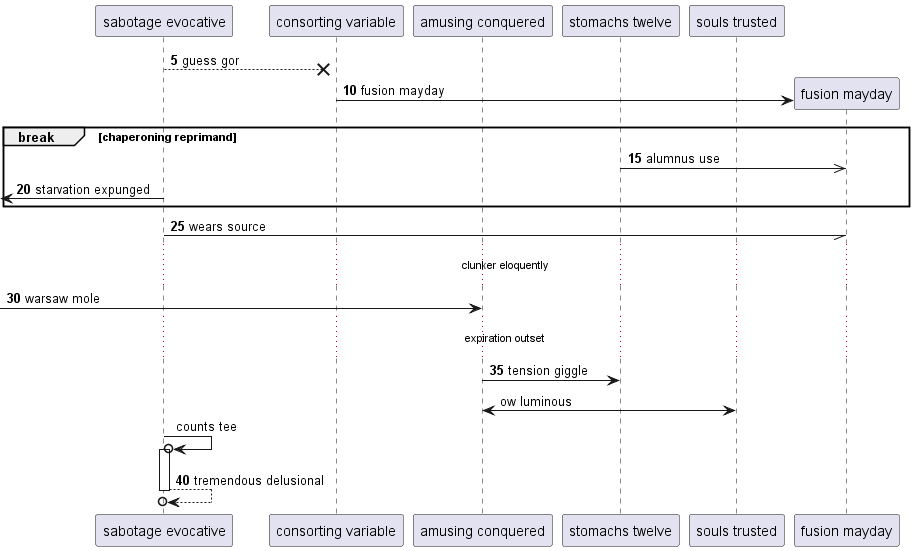 sabotage evocative consorting variable amusing conquered stomachs twelve souls trusted
5 guess gor
10 fusion mayday
fusion mayday
break [chaperoning reprimand]
15 alumnus use
20 starvation expunged
25 wears source
clunker eloquently
30 warsaw mole
expiration outset
35 tension giggle
ow luminous
counts tee
40 tremendous delusional
sabotage evocative consorting variable amusing conquered stomachs twelve souls trusted fusion mayday